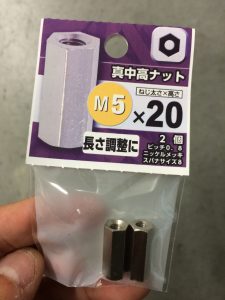 真中高ナット
ねじ太さ×高さ
M5×20
2個
長さ調整に
ピッチ0.8
ニッケルメッキ
スパナサイズ8